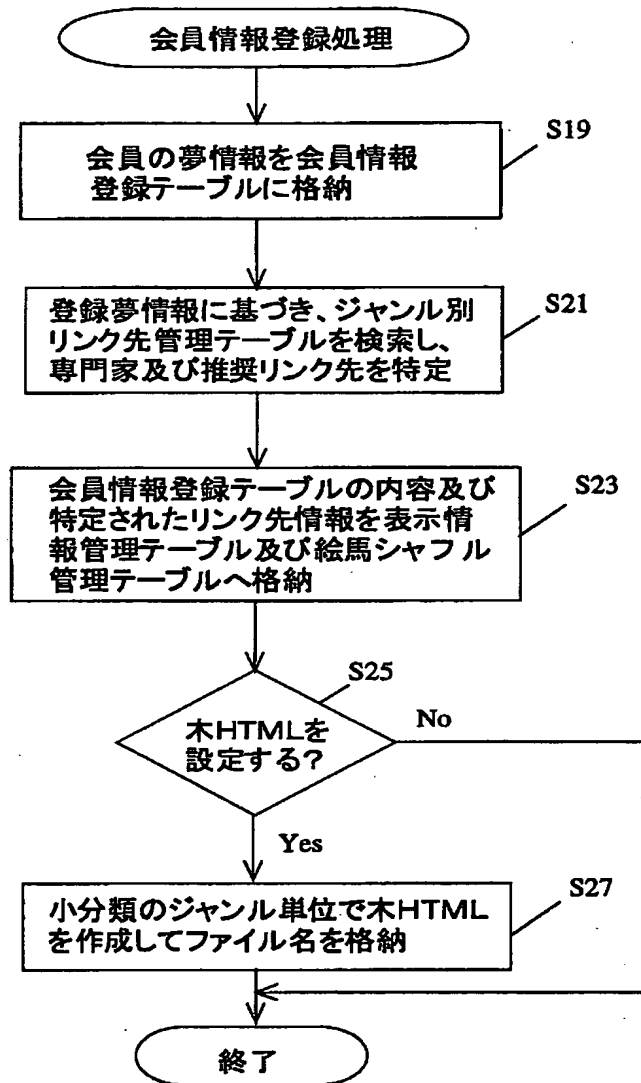 会員情報登録処理
S19
会員の夢情報を会員情報
登録テーブルに格納
S21
登録夢情報に基づき、ジャンル別
リンク先管理テーブルを検索し、
専門家及び推奨リンク先を特定
S23
会員情報登録テーブルの内容及び
特定されたリンク先情報を表示情
報管理テーブル及び絵馬シャフル
管理テーブルへ格納
S25
木HTMLを
設定する?
No
Yes
S27
小分類のジャンル単位で木HTML
を作成してファイル名を格納
終了